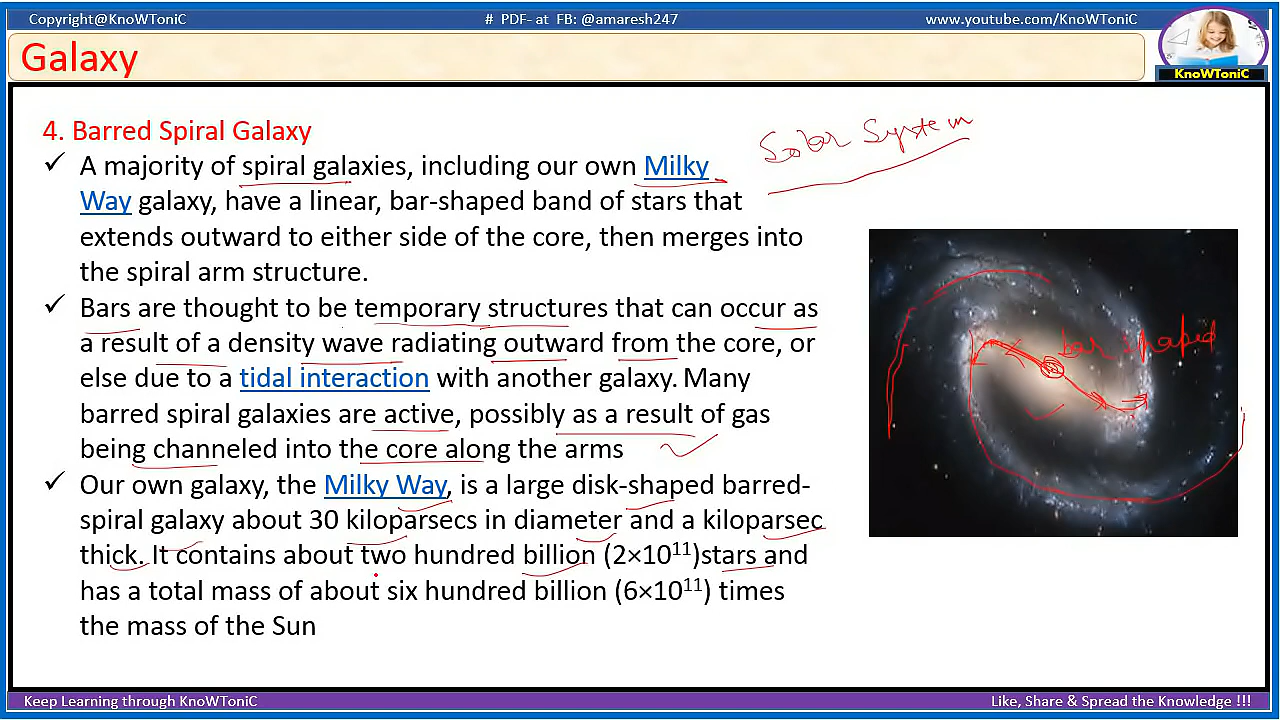 Copyright@KnoWToniC
# PDF- at FB: @amaresh247
www.youtube.com/KnoWToniC
Galaxy
KnoWToniC
4. Barred Spiral Galaxy
Solar System
✓ A majority of spiral galaxies, including our own Milky
Way galaxy, have a linear, bar-shaped band of stars that
extends outward to either side of the core, then merges into
the spiral arm structure.
✓ Bars are thought to be temporary structures that can occur as
a result of a density wave radiating outward from the core, or
else due to a tidal interaction with another galaxy. Many
barred spiral galaxies are active, possibly as a result of gas
being channeled into the core along the arms
bar shaped
✓ Our own galaxy, the Milky Way, is a large disk-shaped barred-
spiral galaxy about 30 kiloparsecs in diameter and a kiloparsec
thick. It contains about two hundred billion (2×10¹¹)stars and
has a total mass of about six hundred billion (6×10¹¹) times
the mass of the Sun
Keep Learning through KnoWToniC
Like, Share & Spread the Knowledge !!!